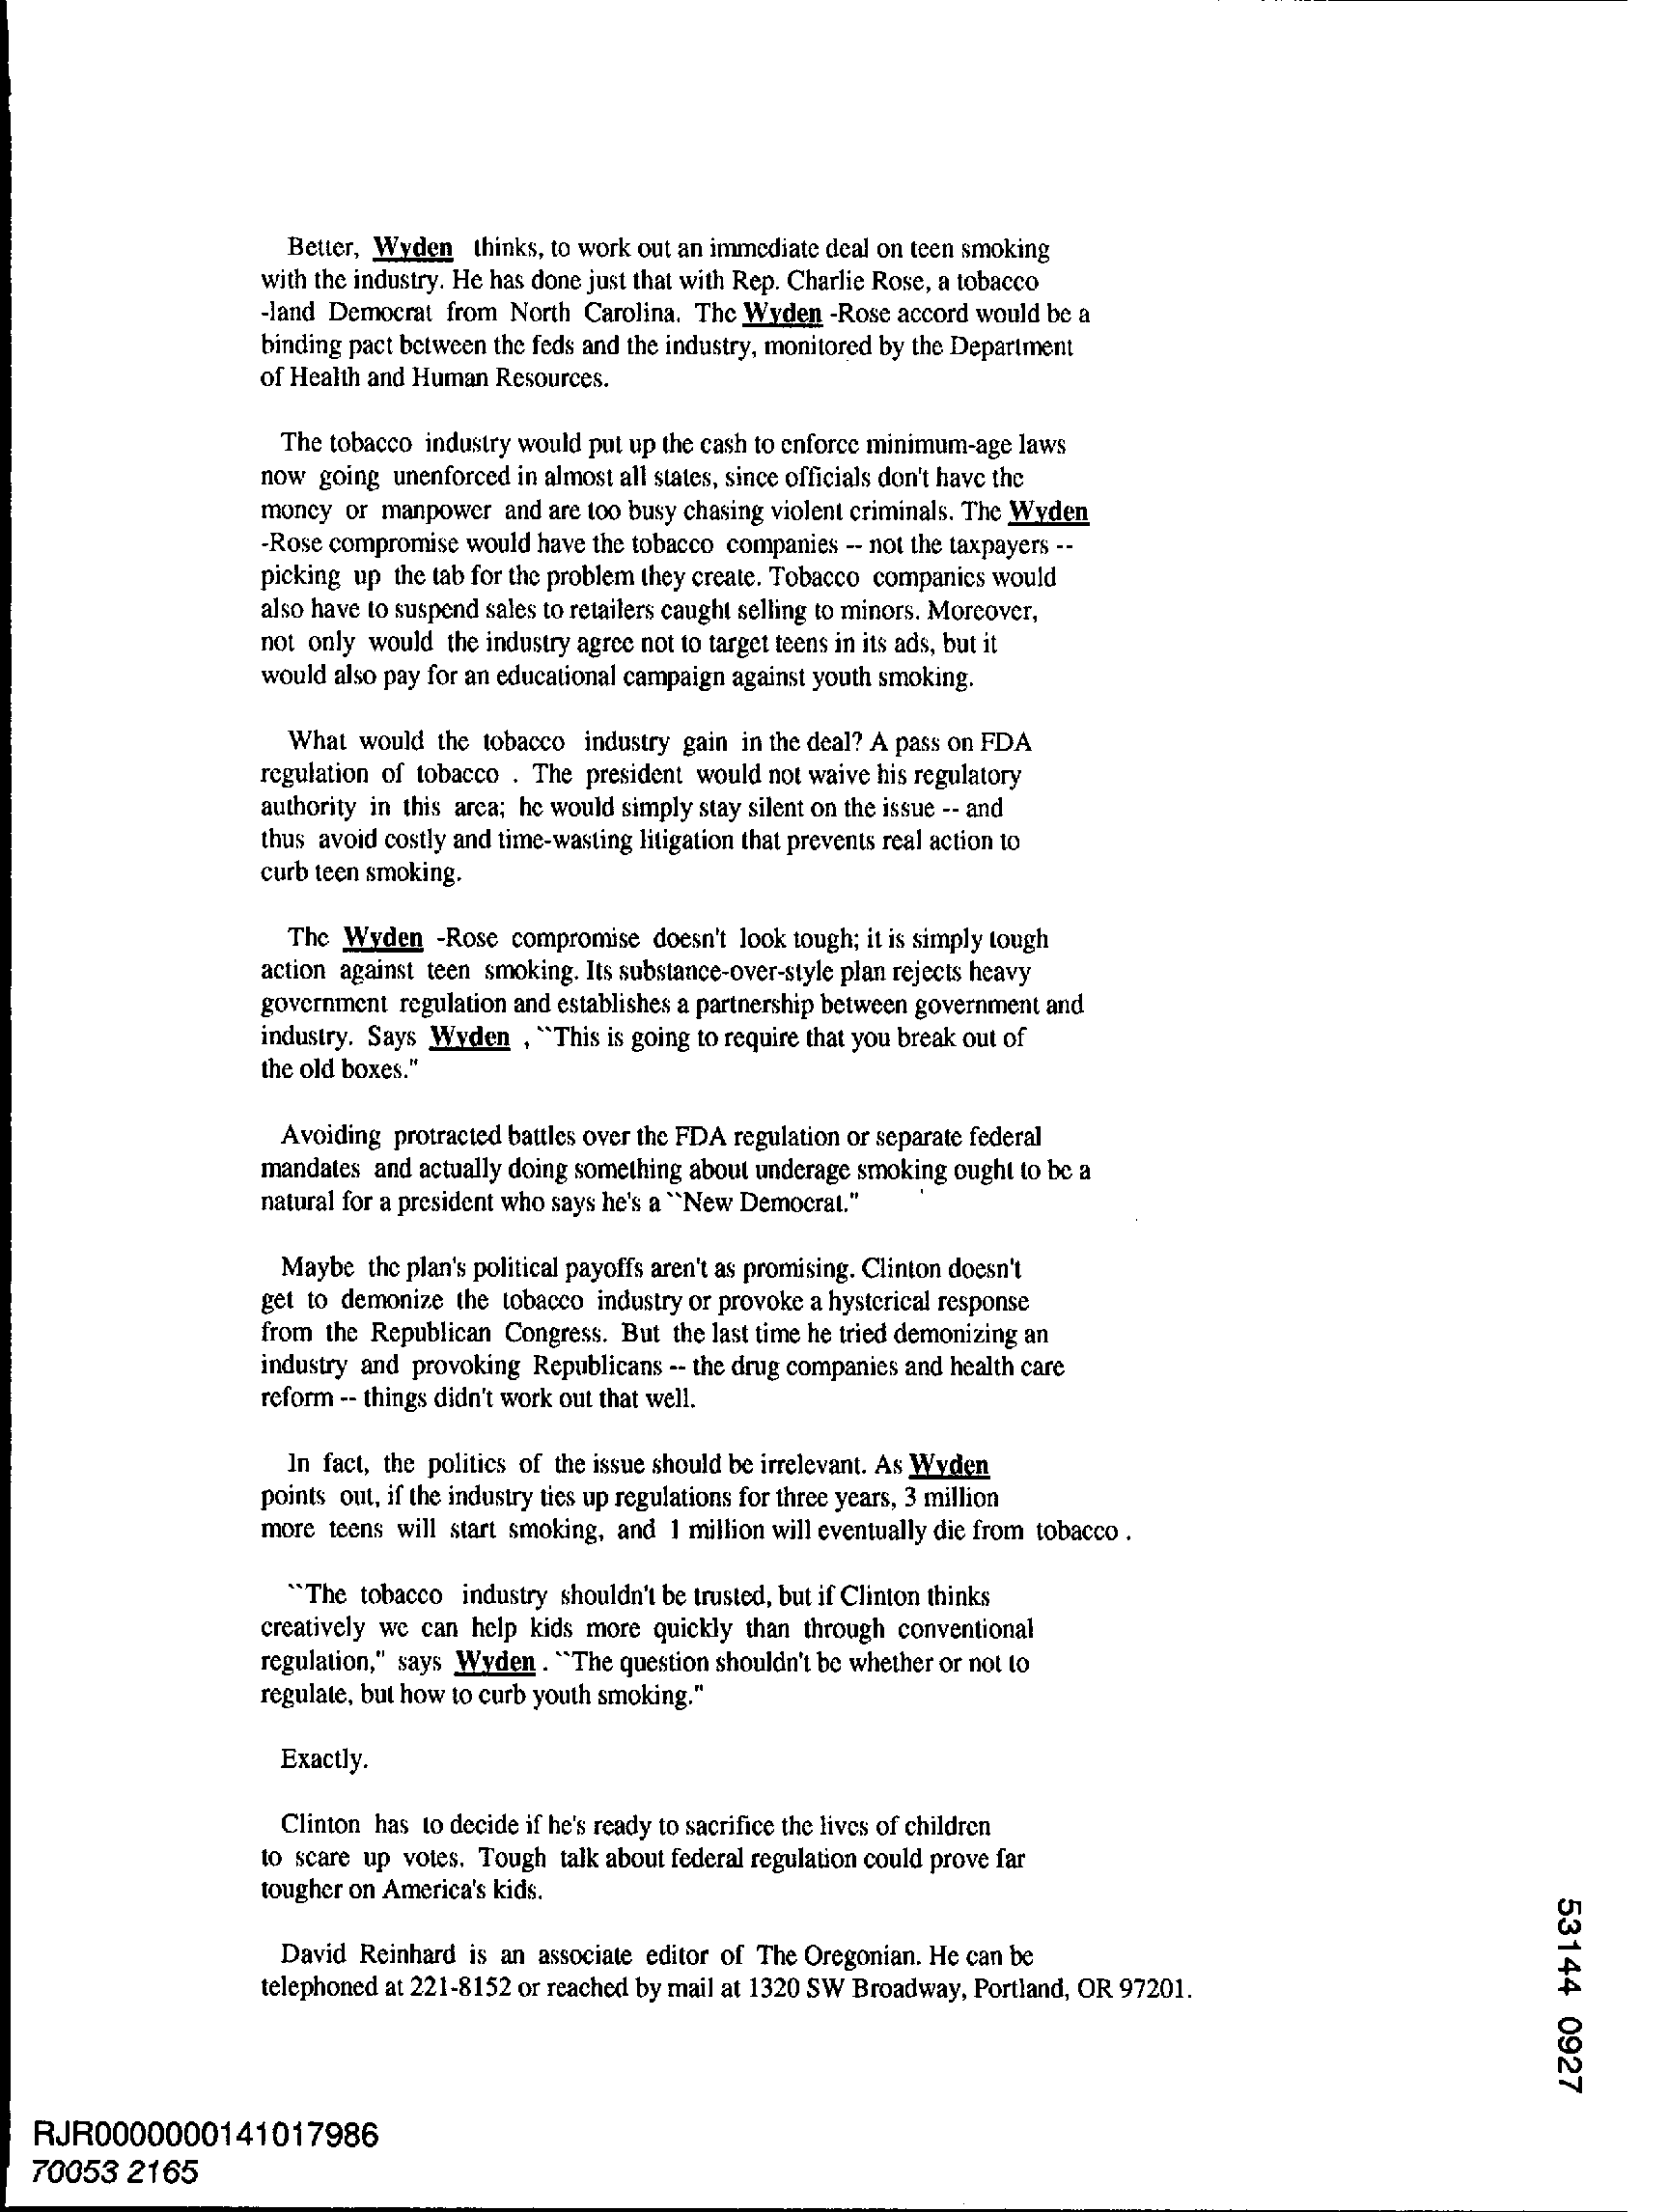 Better, Wyden thinks, to work out an immediate deal on teen smoking
with the industry. He has done just that with Rep. Charlie Rose, a tobacco
-land Democrat from North Carolina. The Wyden -Rose accord would be a
binding pact between the feds and the industry, monitored by the Department
of Health and Human Resources.
The tobacco industry would put up the cash to enforce minimum-age laws
now going unenforced in almost all states, since officials don't have the
money or manpower and are too busy chasing violent criminals. The Wyden
-Rose compromise would have the tobacco companies -- not the taxpayers --
picking up the tab for the problem they create. Tobacco companies would
also have to suspend sales to retailers caught selling to minors. Moreover,
not only would the industry agree not to target teens in its ads, but it
would also pay for an educational campaign against youth smoking.
What would the tobacco industry gain in the deal? A pass on FDA
regulation of tobacco . The president would not waive his regulatory
authority in this area; he would simply stay silent on the issue -- and
thus avoid costly and time-wasting litigation that prevents real action to
curb teen smoking.
The Wyden -Rose compromise doesn't look tough; it is simply tough
action against teen smoking. Its substance-over-style plan rejects heavy
government regulation and establishes a partnership between government and
industry. Says Wyden , ``This is going to require that you break out of
the old boxes."
Avoiding protracted battles over the FDA regulation or separate federal
mandates and actually doing something about underage smoking ought to be a
natural for a president who says he's a ``New Democrat."
Maybe the plan's political payoffs aren't as promising. Clinton doesn't
get to demonize the tobacco industry or provoke a hysterical response
from the Republican Congress. But the last time he tried demonizing an
industry and provoking Republicans -- the drug companies and health care
reform -- things didn't work out that well.
In fact, the politics of the issue should be irrelevant. As Wyden
points out, if the industry ties up regulations for three years, 3 million
more teens will start smoking, and 1 million will eventually die from tobacco .
``The tobacco industry shouldn't be trusted, but if Clinton thinks
creatively we can help kids more quickly than through conventional
regulation," says Wyden . ``The question shouldn't be whether or not to
regulate, but how to curb youth smoking."
Exactly.
Clinton has to decide if he's ready to sacrifice the lives of children
to scare up votes. Tough talk about federal regulation could prove far
tougher on America's kids.
David Reinhard is an associate editor of The Oregonian. He can be
telephoned at 221-8152 or reached by mail at 1320 SW Broadway, Portland, OR 97201.
53144 0927
RJR0000000141017986
70053 2165